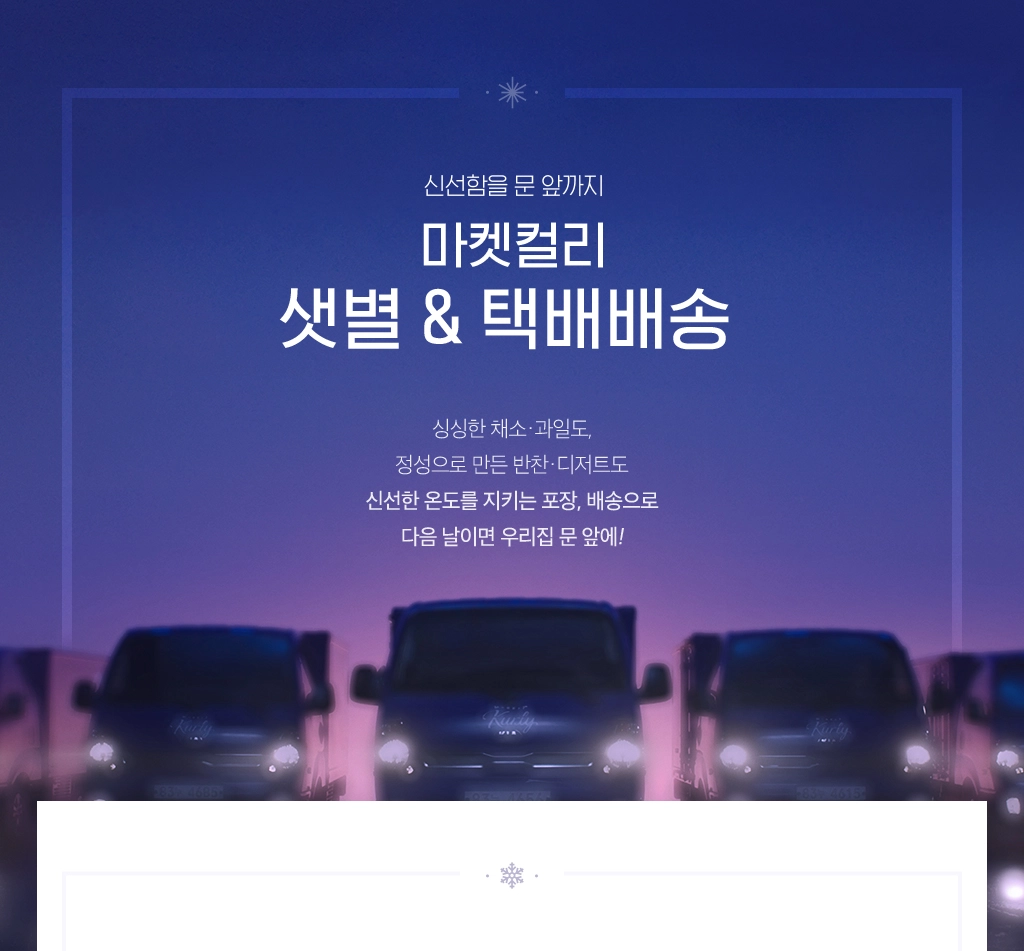 신선함을 문 앞까지
마켓컬리
샛별 & 택배배송
싱싱한 채소·과일도,
정성으로 만든 반찬·디저트도
신선한 온도를 지키는 포장, 배송으로
다음 날이면 우리집 문 앞에!
Kurly
Kurly
Kurly